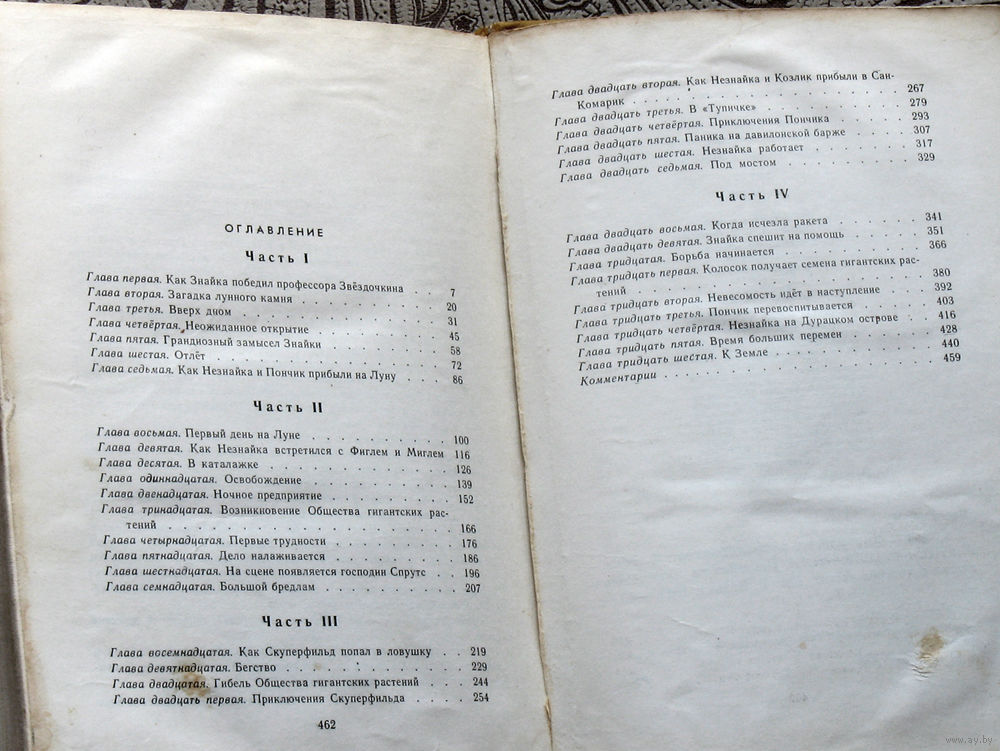 ОГЛАВЛЕНИЕ
Часть I
Глава первая. Как Знайка победил профессора Звёздочкина . . 7
Глава вторая. Загадка лунного камня . . . . . . . . . 20
Глава третья. Вверх дном . . . . . . . . . . . . 31
Глава четвёртая. Неожиданное открытие . . . . . . . . 45
Глава пятая. Грандиозный замысел Знайки . . . . . . . 58
Глава шестая. Отлёт . . . . . . . . . . . . . . 72
Глава седьмая. Как Незнайка и Пончик прибыли на Луну . . . 86
Часть II
Глава восьмая. Первый день на Луне . . . . . . . . . 100
Глава девятая. Как Незнайка встретился с Фиглем и Миглем 116
Глава десятая. В каталажке . . . . . . . . . . . 126
Глава одиннадцатая. Освобождение . . . . . . . . . 139
Глава двенадцатая. Ночное предприятие . . . . . . . . 152
Глава тринадцатая. Возникновение Общества гигантских рас-
тений . . . . . . . . . . . . . . . . . 166
Глава четырнадцатая. Первые трудности . . . . . . . . 176
Глава пятнадцатая. Дело налаживается . . . . . . . . 186
Глава шестнадцатая. На сцене появляется господин Спрутс . . 196
Глава семнадцатая. Большой бредлам . . . . . . . . . 207
Часть III
Глава восемнадцатая. Как Скуперфильд попал в ловушку . . 219
Глава девятнадцатая. Бегство . . . . . . . . . . . 229
Глава двадцатая. Гибель Общества гигантских растений . . . 244
Глава двадцать первая. Приключения Скуперфильда . . . . 254
462
Глава двадцать вторая. Как Незнайка и Козлик прибыли в Сан-
Комарик . . . . . . . . . . . . . . . . 267
Глава двадцать третья. В «Тупичке» . . . . . . . . . 279
Глава двадцать четвёртая. Приключения Пончика . . . . . 293
Глава двадцать пятая. Паника на давилонской барже . . . . 307
Глава двадцать шестая. Незнайка работает . . . . . . . 317
Глава двадцать седьмая. Под мостом . . . . . . . . . 329
Часть IV
Глава двадцать восьмая. Когда исчезла ракета . . . . . . 341
Глава двадцать девятая. Знайка спешит на помощь . . . . . 351
Глава тридцатая. Борьба начинается . . . . . . . . . 366
Глава тридцать первая. Колосок получает семена гигантских рас-
тений . . . . . . . . . . . . . . . . . 380
Глава тридцать вторая. Невесомость идёт в наступление . . . 392
Глава тридцать третья. Пончик перевоспитывается . . . . . 403
Глава тридцать четвёртая. Незнайка на Дурацком острове . . 416
Глава тридцать пятая. Время больших перемен . . . . . . 428
Глава тридцать шестая. К Земле . . . . . . . . . . 440
Комментарии . . . . . . . . . . . . . . . . 459
www.ay.by